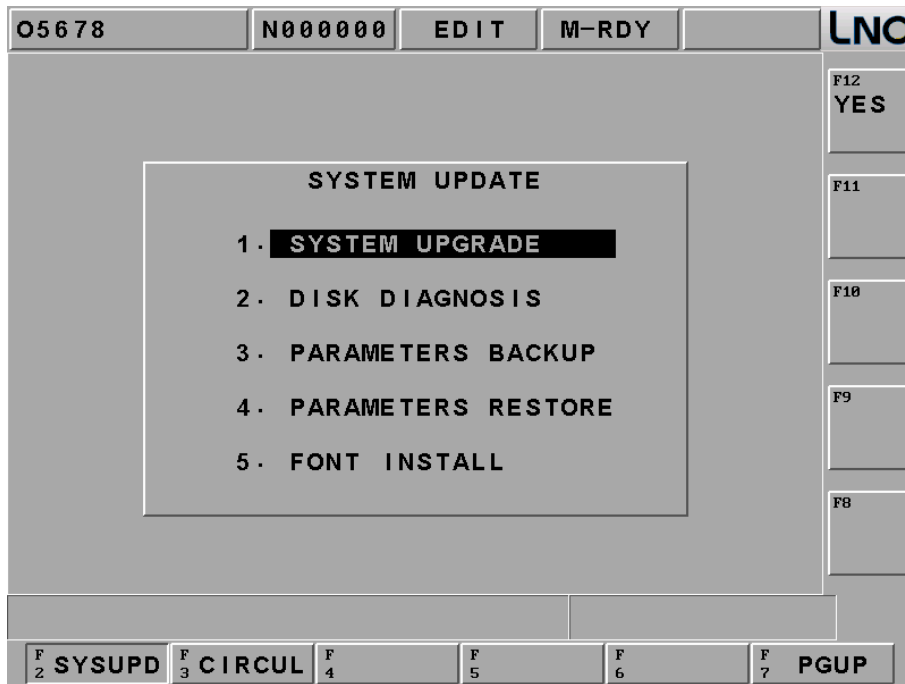 O5678 N000000 EDIT M-RDY LNC
F12
YES
SYSTEM UPDATE
F11
1. SYSTEM UPGRADE
2. DISK DIAGNOSIS
F10
3. PARAMETERS BACKUP
4. PARAMETERS RESTORE
F9
5. FONT INSTALL
F8
F2 SYSUPD F3 CIRCUL F4 F5 F6 F7 PGUP